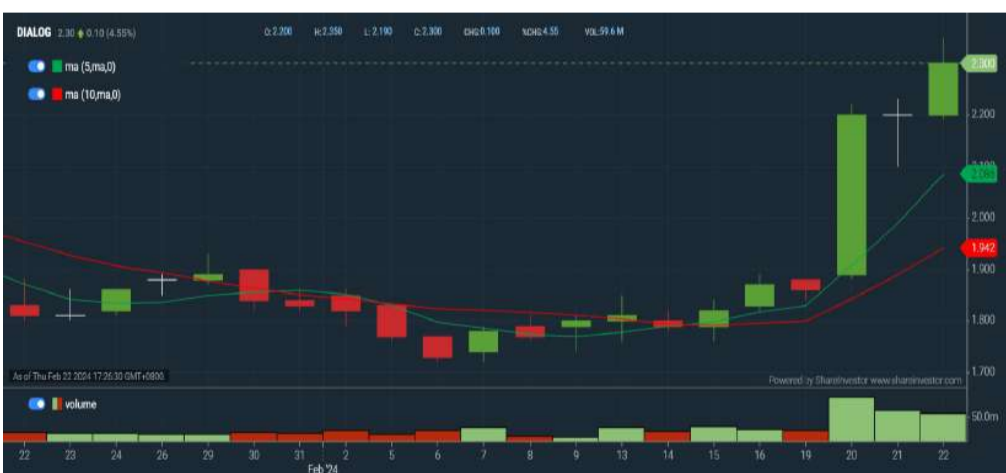 DIALOG 2.30 0.10 (4.55%) O:2.200 H:2.350 L:2.190 C:2.300 CHG:0.100 %CHG:4.55 VOL:59.6 M
ma (5,ma,0)
ma (10,ma,0)
2.300
2.200
2.100
2.000
1.942
1.900
1.800
1.700
As of Thu Feb 22 2024 17:26:30 GMT+0800.
Powered by ShareInvestor www.shareinvestor.com
volume
50.0m
22 23 24 26 29 30 31 2 5 6 7 8 9 13 14 15 16 19 20 21 22
Feb '24